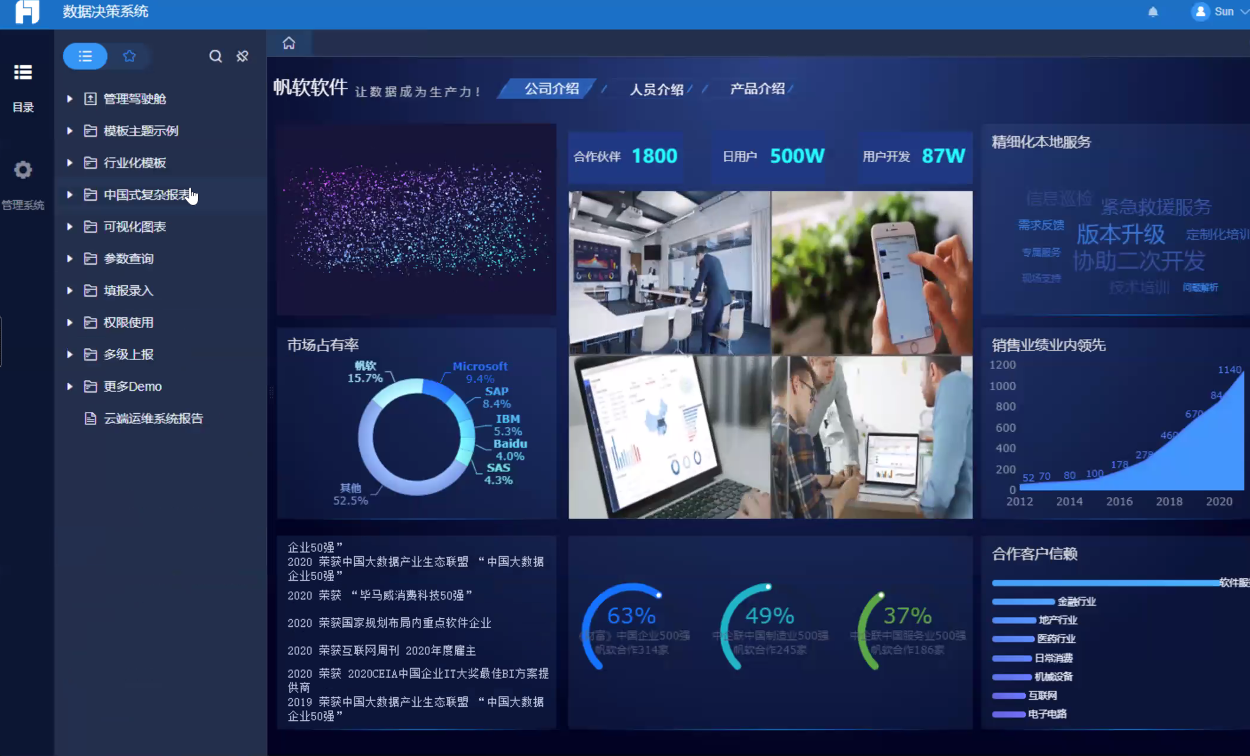 数据决策系统
Sun
目录
管理系统
管理驾驶舱
模板主题示例
行业化模板
中国式复杂报表
可视化图表
参数查询
填报录入
权限使用
多级上报
更多Demo
云端运维系统报告
帆软软件 让数据成为生产力!
公司介绍
人员介绍
产品介绍
合作伙伴 1800
日用户 500W
用户开发 87W
精细化本地服务
信息巡检
紧急救援服务
需求反馈
版本升级
定制化培训
专属服务
协助二次开发
现场支持
技术培训
问题解析
市场占有率
帆软
15.7%
Microsoft
9.4%
SAP
8.4%
IBM
5.3%
Baidu
4.0%
SAS
4.3%
其他
52.5%
销售业绩业内领先
1200
1000
800
600
400
200
0
52 70 80 100 178 278 460 670 84 1140
2012 2014 2016 2018 2020
企业50强”
2020 荣获中国大数据产业生态联盟 “中国大数据
企业50强”
2020 荣获 “毕马威消费科技50强”
2020 荣获国家规划布局内重点软件企业
2020 荣获互联网周刊 2020年度雇主
2020 荣获 2020CEIA中国企业IT大奖最佳BI方案提
供商
2019 荣获中国大数据产业生态联盟 “中国大数据
企业50强”
63%
《财富》中国企业500强
帆软合作314家
49%
中企联中国制造业500强
帆软合作245家
37%
中企联中国服务业500强
帆软合作186家
合作客户信赖
软件服
金融行业
地产行业
医药行业
日常消费
机械设备
互联网
电子电路